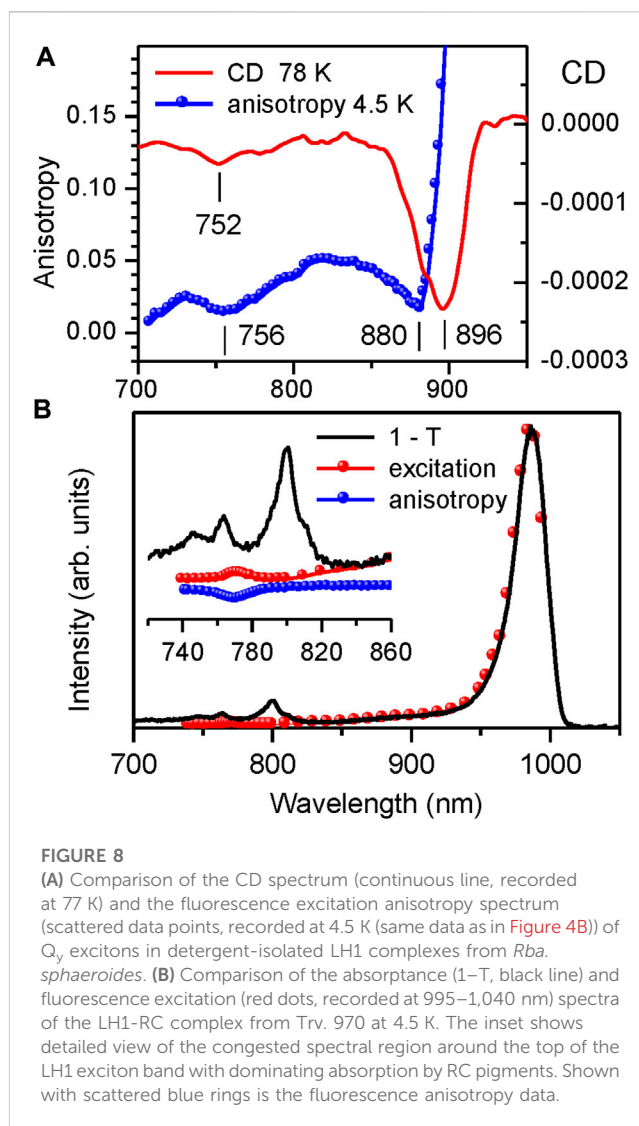 A
CD 78 K
anisotropy 4.5 K
CD
0.15
0.10
0.05
0.00
Anisotropy
0.0000
-0.0001
-0.0002
-0.0003
752
756
880
896
700
800
900
B
1 - T
excitation
anisotropy
Intensity (arb. units)
740
780
820
860
700
800
900
1000
Wavelength (nm)
FIGURE 8
(A) Comparison of the CD spectrum (continuous line, recorded
at 77 K) and the fluorescence excitation anisotropy spectrum
(scattered data points, recorded at 4.5 K (same data as in Figure 4B)) of
Qy excitons in detergent-isolated LH1 complexes from Rba.
sphaeroides. (B) Comparison of the absorptance (1–T, black line) and
fluorescence excitation (red dots, recorded at 995–1,040 nm) spectra
of the LH1-RC complex from Trv. 970 at 4.5 K. The inset shows
detailed view of the congested spectral region around the top of the
LH1 exciton band with dominating absorption by RC pigments. Shown
with scattered blue rings is the fluorescence anisotropy data.